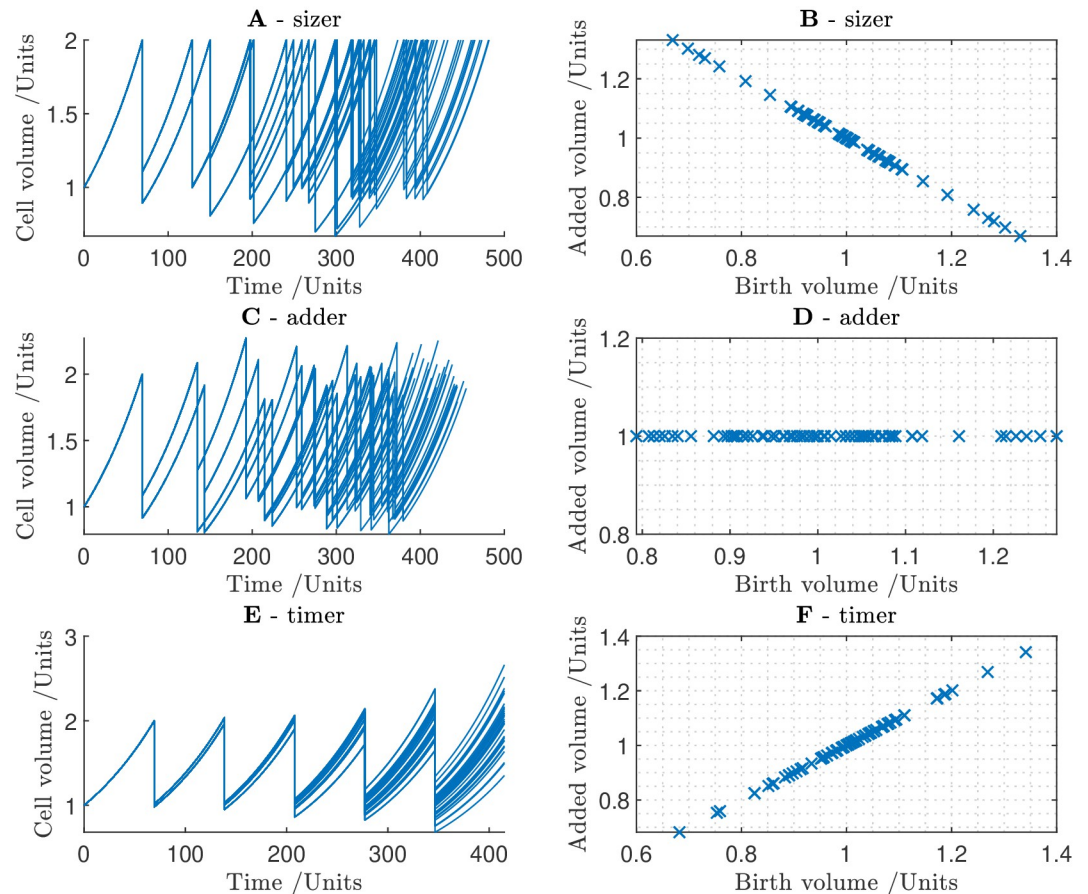 A - sizer
Cell volume /Units
2
1.5
1
0 100 200 300 400 500
Time /Units
B - sizer
Added volume /Units
1.2
1
0.8
0.6 0.8 1 1.2 1.4
Birth volume /Units
C - adder
Cell volume /Units
2
1.5
1
0 100 200 300 400 500
Time /Units
D - adder
Added volume /Units
1.2
1
0.8
0.8 0.9 1 1.1 1.2
Birth volume /Units
E - timer
Cell volume /Units
3
2
1
0 100 200 300 400
Time /Units
F - timer
Added volume /Units
1.4
1.2
1
0.8
0.6 0.8 1 1.2 1.4
Birth volume /Units